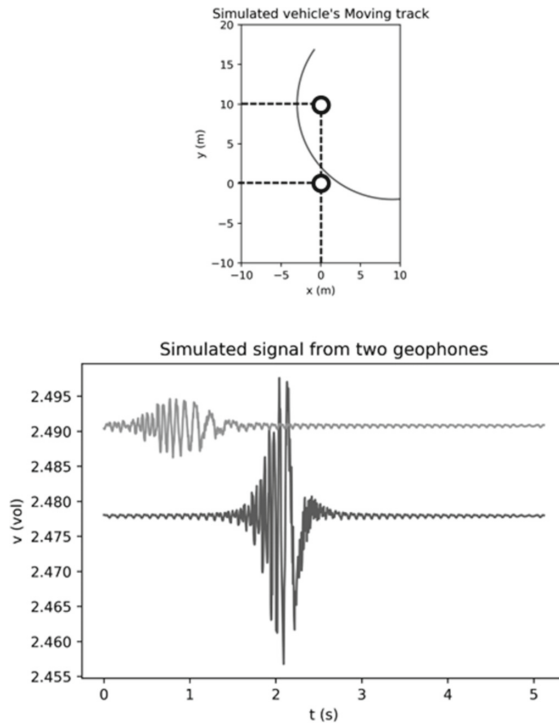 Simulated vehicle's Moving track
20
15
10
5
0
−5
−10
y (m)
−10 −5 0 5 10
x (m)
Simulated signal from two geophones
2.495
2.490
2.485
2.480
2.475
2.470
2.465
2.460
2.455
v (vol)
0 1 2 3 4 5
t (s)